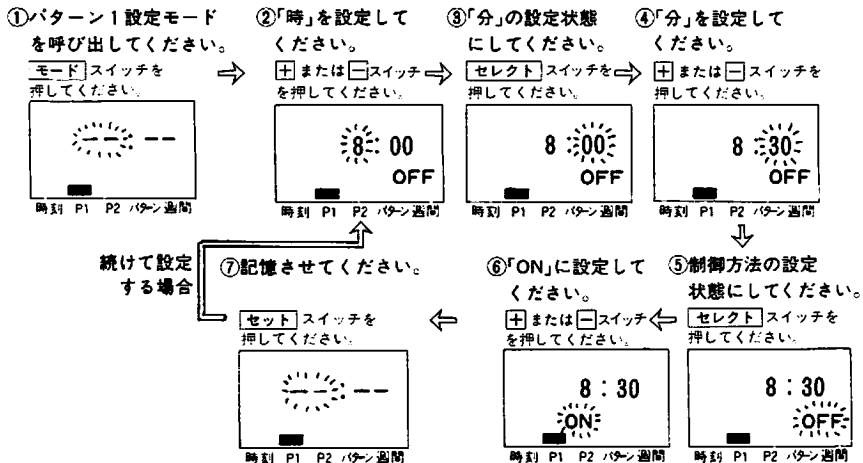 ①パターン1設定モード
を呼び出してください。
モード スイッチを
押してください。
--:--
時刻 P1 P2 パターン 週間
②「時」を設定して
ください。
+ または - スイッチ
を押してください。
8:00
OFF
時刻 P1 P2 パターン 週間
③「分」の設定状態
にしてください。
セレクト スイッチを
押してください。
8:00
OFF
時刻 P1 P2 パターン 週間
④「分」を設定して
ください。
+ または - スイッチを
押してください。
8:30
OFF
時刻 P1 P2 パターン 週間
⑤制御方法の設定
状態にしてください。
セレクト スイッチを
押してください。
8:30
OFF
時刻 P1 P2 パターン 週間
⑥「ON」に設定して
ください。
+ または - スイッチ
を押してください。
8:30
ON
時刻 P1 P2 パターン 週間
⑦記憶させてください。
セット スイッチを
押してください。
--:--
時刻 P1 P2 パターン 週間
続けて設定
する場合